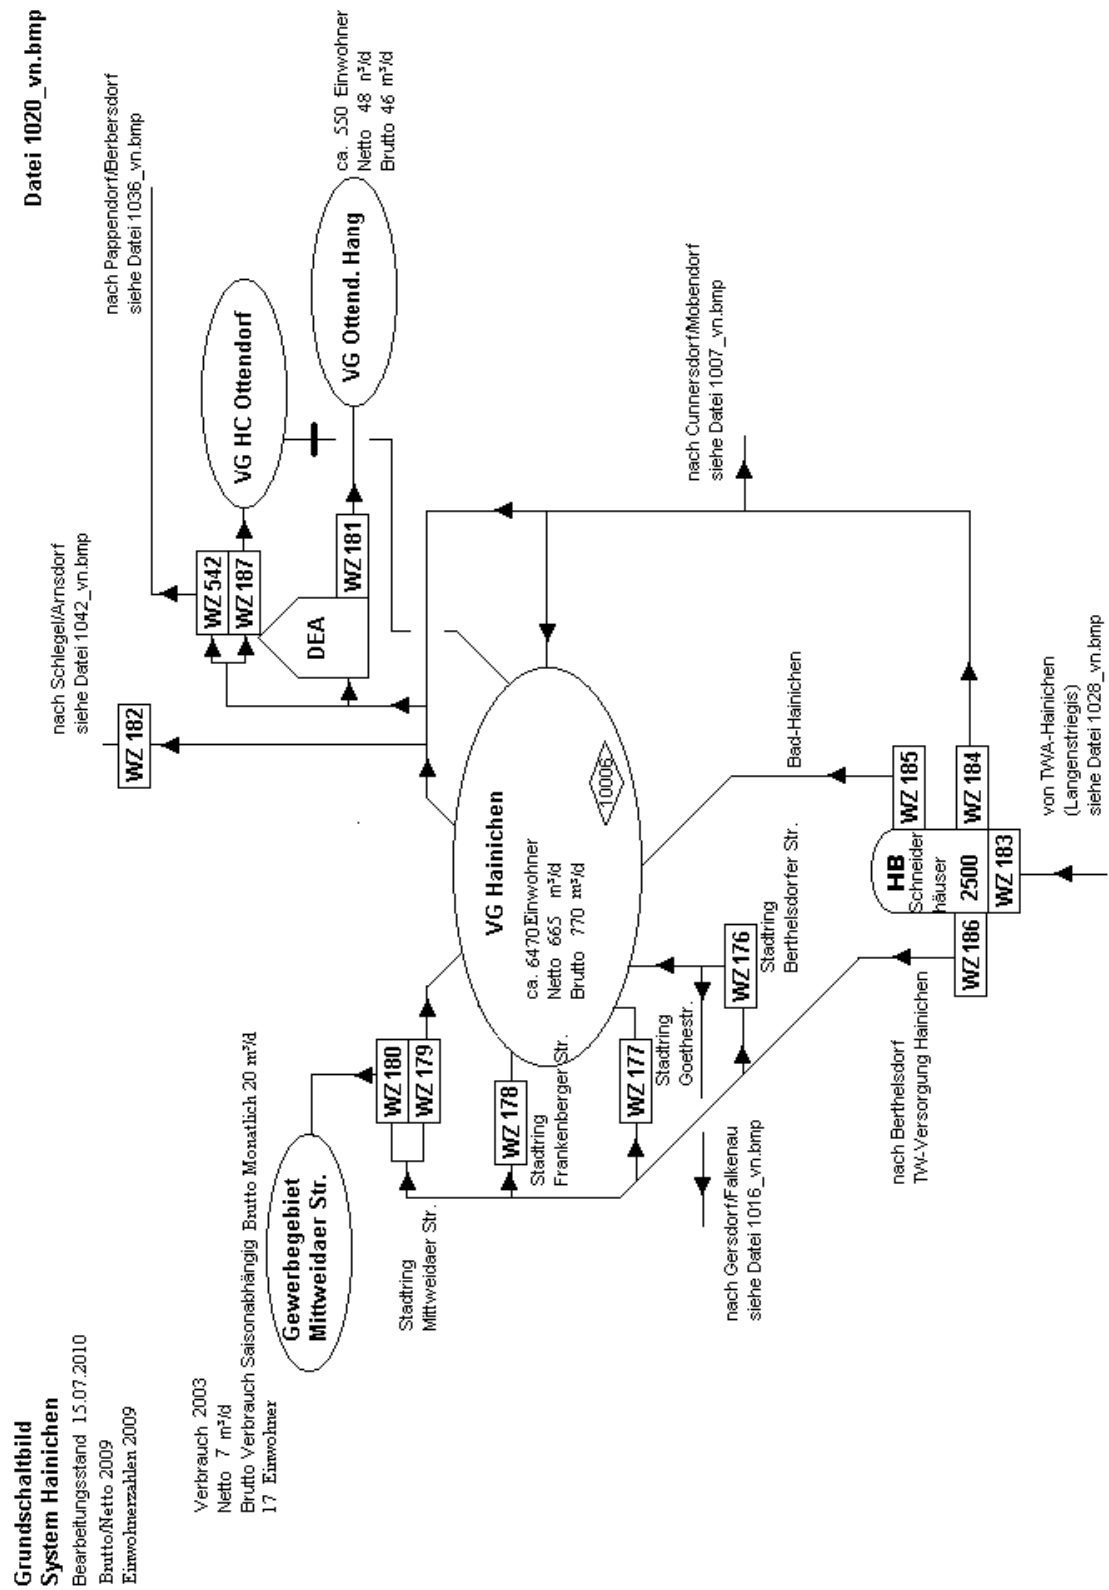 Grundschaltbild
System Hainichen
Bearbeitungsstand 15.07.2010
Brutto/Netto 2009
Einwohnerzahlen 2009
Datei 1020_vn.bmp
Verbrauch 2003
Netto 7 m³/d
Brutto Verbrauch Saisonabhängig Brutto Monatlich 20 m³/d
17 Einwohner
Gewerbegebiet
Mittweidaer Str.
Stadtring
Mittweidaer Str.
WZ 180
WZ 179
WZ 178
Stadtring
Frankenberger Str.
WZ 177
Stadtring
Goethestr.
WZ 176
Stadtring
Berthelsdorfer Str.
nach Gersdorf/Falkenau
siehe Datei 1016_vn.bmp
nach Berthelsdorf
TW-Versorgung Hainichen
VG Hainichen
ca. 6470 Einwohner
Netto 665 m³/d
Brutto 770 m³/d
10006
nach Schlegel/Arnsdorf
siehe Datei 1042_vn.bmp
WZ 182
nach Pappendorf/Berbersdorf
siehe Datei 1036_vn.bmp
WZ 542
WZ 187
DEA
WZ 181
VG HC Ottendorf
VG Ottend. Hang
ca. 550 Einwohner
Netto 48 n³/d
Brutto 46 m³/d
nach Cunnersdorf/Mobendorf
siehe Datei 1007_vn.bmp
Bad-Hainichen
WZ 185
WZ 184
WZ 183
WZ 186
HB
Schneider
häuser
2500
von TWA-Hainichen
(Langenstriegis)
siehe Datei 1028_vn.bmp